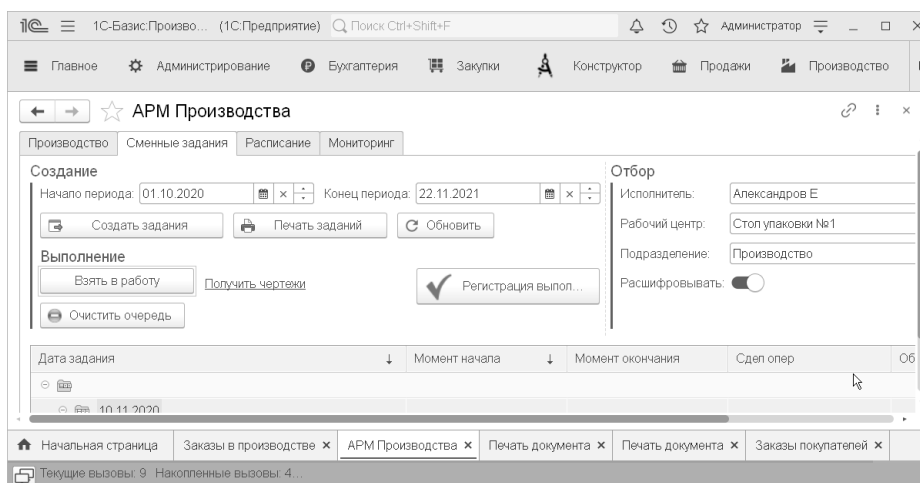 1С-Базис:Произво... (1С:Предприятие) Поиск Ctrl+Shift+F Администратор
Главное Администрирование Бухгалтерия Закупки Конструктор Продажи Производство
АРМ Производства
Производство Сменные задания Расписание Мониторинг
Создание Отбор
Начало периода: 01.10.2020 Конец периода: 22.11.2021 Исполнитель: Александров Е
Создать задания Печать заданий Обновить Рабочий центр: Стол упаковки №1
Выполнение Подразделение: Производство
Взять в работу Получить чертежи Регистрация выпол... Расшифровывать:
Очистить очередь
Дата задания Момент начала Момент окончания Сдел опер Об
10.11.2020
Начальная страница Заказы в производстве АРМ Производства Печать документа Печать документа Заказы покупателей
Текущие вызовы: 9 Накопленные вызовы: 4...